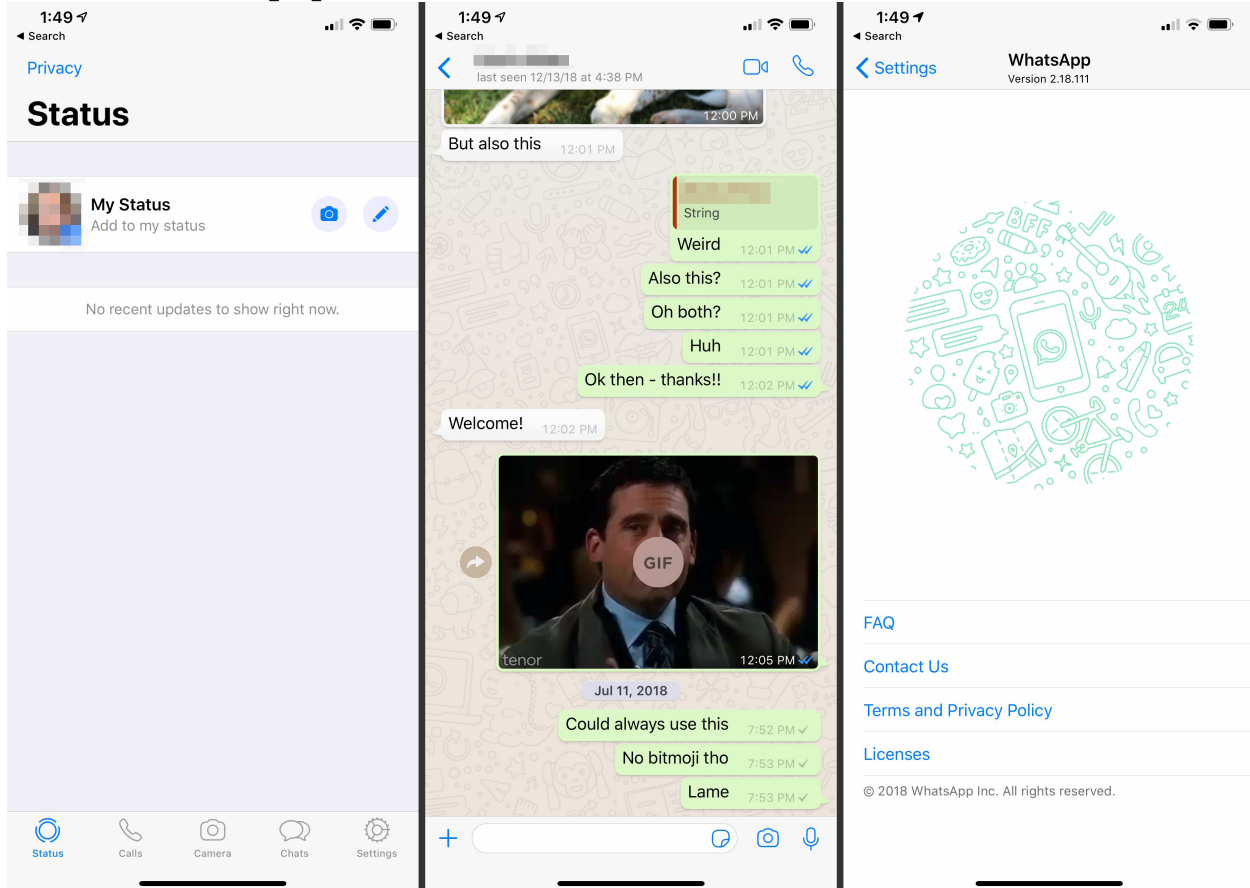 1:49
Search
Privacy
Status
My Status
Add to my status
No recent updates to show right now.
Status
Calls
Camera
Chats
Settings
1:49
Search
last seen 12/13/18 at 4:38 PM
12:00 PM
But also this 12:01 PM
String
Weird 12:01 PM
Also this? 12:01 PM
Oh both? 12:01 PM
Huh 12:01 PM
Ok then - thanks!! 12:02 PM
Welcome! 12:02 PM
GIF
tenor 12:05 PM
Jul 11, 2018
Could always use this 7:52 PM
No bitmoji tho 7:53 PM
Lame 7:53 PM
1:49
Search
Settings
WhatsApp
Version 2.18.111
BFF
24
FAQ
Contact Us
Terms and Privacy Policy
Licenses
© 2018 WhatsApp Inc. All rights reserved.